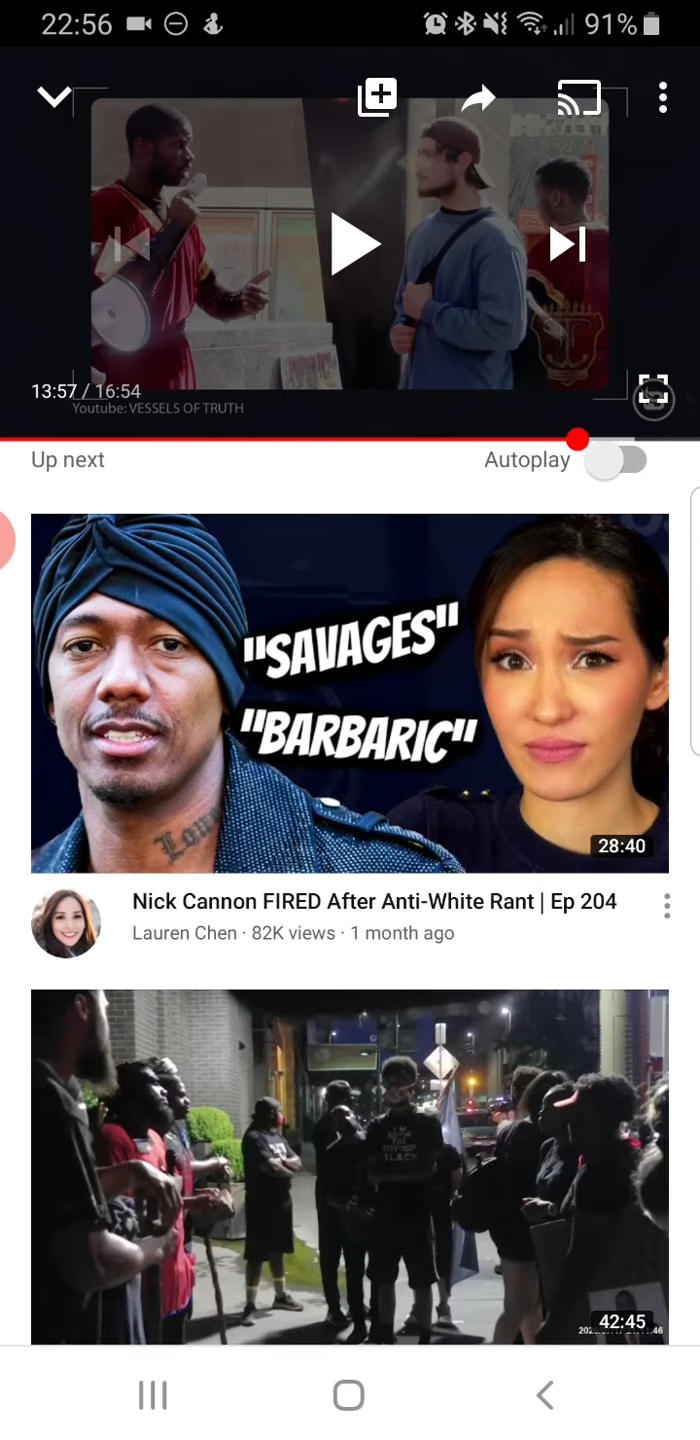 22:56
91%
13:57 / 16:54
Youtube: VESSELS OF TRUTH
Up next
Autoplay
"SAVAGES"
"BARBARIC"
Long
28:40
Nick Cannon FIRED After Anti-White Rant | Ep 204
Lauren Chen · 82K views · 1 month ago
42:45